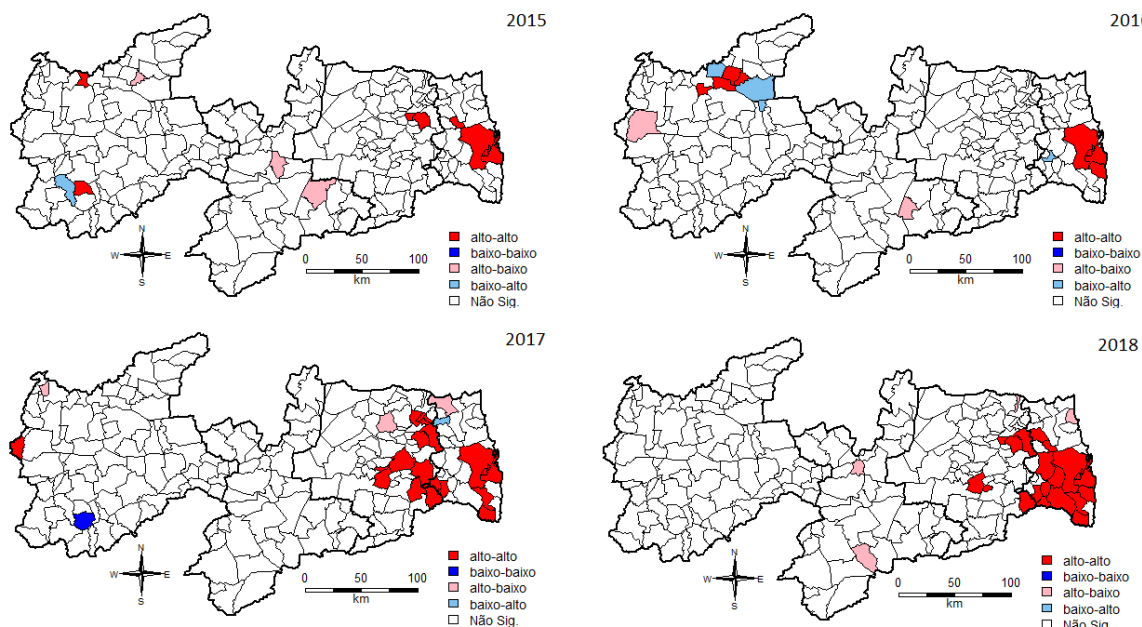 2015
N
W
E
S
0
50
100
km
alto-alto
baixo-baixo
alto-baixo
baixo-alto
Não Sig.
201
N
W
E
S
0
50
100
km
alto-alto
baixo-baixo
alto-baixo
baixo-alto
Não Sig.
2017
N
W
E
S
0
50
100
km
alto-alto
baixo-baixo
alto-baixo
baixo-alto
Não Sig.
2018
N
W
E
S
0
50
100
km
alto-alto
baixo-baixo
alto-baixo
baixo-alto
Não Sig.